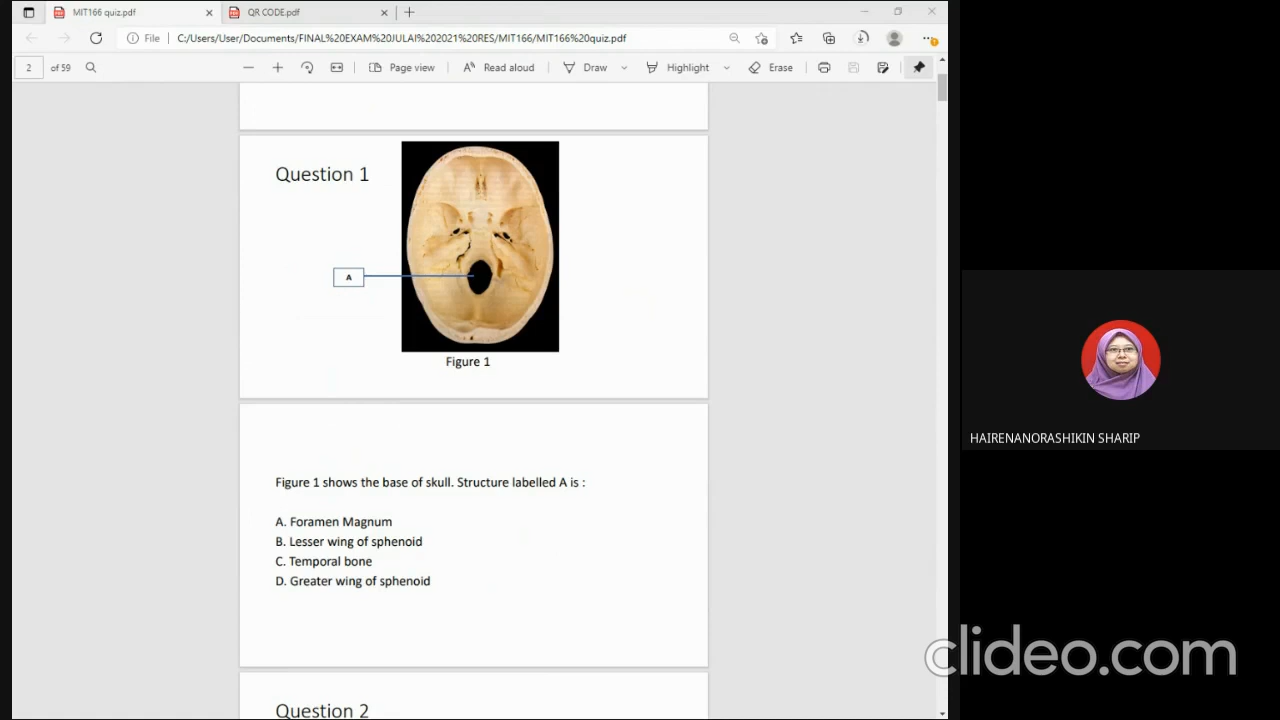 MIT166 quiz.pdf
QR CODE.pdf
File C:/Users/User/Documents/FINAL%20EXAM%20JULAI%202021%20RES/MIT166/MIT166%20quiz.pdf
2 of 59 Page view Read aloud Draw Highlight Erase
Question 1
A
Figure 1
Figure 1 shows the base of skull. Structure labelled A is :
A. Foramen Magnum
B. Lesser wing of sphenoid
C. Temporal bone
D. Greater wing of sphenoid
Question 2
HAIRENANORASHIKIN SHARIP
clideo.com